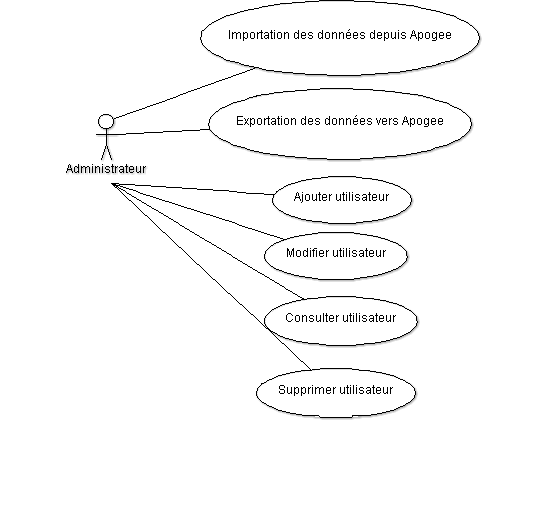 Importation des données depuis Apogee
Exportation des données vers Apogee
Administrateur
Ajouter utilisateur
Modifier utilisateur
Consulter utilisateur
Supprimer utilisateur